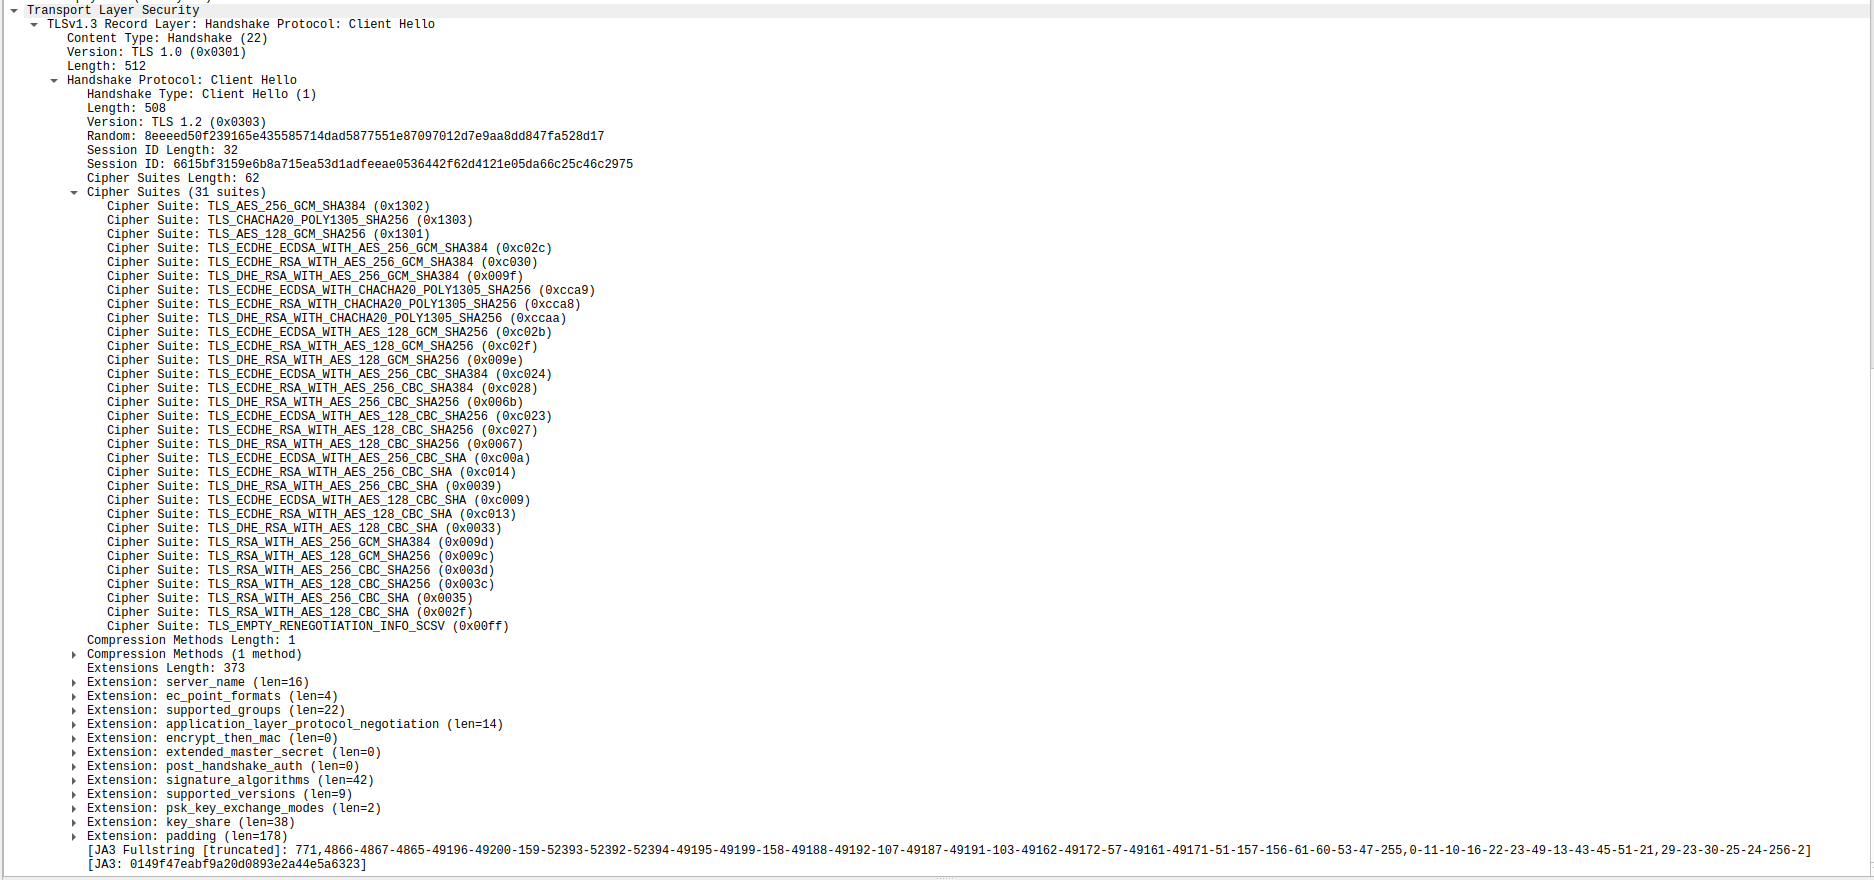 Transport Layer Security
TLSv1.3 Record Layer: Handshake Protocol: Client Hello
Content Type: Handshake (22)
Version: TLS 1.0 (0x0301)
Length: 512
Handshake Protocol: Client Hello
Handshake Type: Client Hello (1)
Length: 508
Version: TLS 1.2 (0x0303)
Random: 8eeeed50f239165e435585714dad5877551e87097012d7e9aa8dd847fa528d17
Session ID Length: 32
Session ID: 6615bf3159e6b8a715ea53d1adfeeae0536442f62d4121e05da66c25c46c2975
Cipher Suites Length: 62
Cipher Suites (31 suites)
Cipher Suite: TLS_AES_256_GCM_SHA384 (0x1302)
Cipher Suite: TLS_CHACHA20_POLY1305_SHA256 (0x1303)
Cipher Suite: TLS_AES_128_GCM_SHA256 (0x1301)
Cipher Suite: TLS_ECDHE_ECDSA_WITH_AES_256_GCM_SHA384 (0xc02c)
Cipher Suite: TLS_ECDHE_RSA_WITH_AES_256_GCM_SHA384 (0xc030)
Cipher Suite: TLS_DHE_RSA_WITH_AES_256_GCM_SHA384 (0x009f)
Cipher Suite: TLS_ECDHE_ECDSA_WITH_CHACHA20_POLY1305_SHA256 (0xcca9)
Cipher Suite: TLS_ECDHE_RSA_WITH_CHACHA20_POLY1305_SHA256 (0xcca8)
Cipher Suite: TLS_DHE_RSA_WITH_CHACHA20_POLY1305_SHA256 (0xccaa)
Cipher Suite: TLS_ECDHE_ECDSA_WITH_AES_128_GCM_SHA256 (0xc02b)
Cipher Suite: TLS_ECDHE_RSA_WITH_AES_128_GCM_SHA256 (0xc02f)
Cipher Suite: TLS_DHE_RSA_WITH_AES_128_GCM_SHA256 (0x009e)
Cipher Suite: TLS_ECDHE_ECDSA_WITH_AES_256_CBC_SHA384 (0xc024)
Cipher Suite: TLS_ECDHE_RSA_WITH_AES_256_CBC_SHA384 (0xc028)
Cipher Suite: TLS_DHE_RSA_WITH_AES_256_CBC_SHA256 (0x006b)
Cipher Suite: TLS_ECDHE_ECDSA_WITH_AES_128_CBC_SHA256 (0xc023)
Cipher Suite: TLS_ECDHE_RSA_WITH_AES_128_CBC_SHA256 (0xc027)
Cipher Suite: TLS_DHE_RSA_WITH_AES_128_CBC_SHA256 (0x0067)
Cipher Suite: TLS_ECDHE_ECDSA_WITH_AES_256_CBC_SHA (0xc00a)
Cipher Suite: TLS_ECDHE_RSA_WITH_AES_256_CBC_SHA (0xc014)
Cipher Suite: TLS_DHE_RSA_WITH_AES_256_CBC_SHA (0x0039)
Cipher Suite: TLS_ECDHE_ECDSA_WITH_AES_128_CBC_SHA (0xc009)
Cipher Suite: TLS_ECDHE_RSA_WITH_AES_128_CBC_SHA (0xc013)
Cipher Suite: TLS_DHE_RSA_WITH_AES_128_CBC_SHA (0x0033)
Cipher Suite: TLS_RSA_WITH_AES_256_GCM_SHA384 (0x009d)
Cipher Suite: TLS_RSA_WITH_AES_128_GCM_SHA256 (0x009c)
Cipher Suite: TLS_RSA_WITH_AES_256_CBC_SHA256 (0x003d)
Cipher Suite: TLS_RSA_WITH_AES_128_CBC_SHA256 (0x003c)
Cipher Suite: TLS_RSA_WITH_AES_256_CBC_SHA (0x0035)
Cipher Suite: TLS_RSA_WITH_AES_128_CBC_SHA (0x002f)
Cipher Suite: TLS_EMPTY_RENEGOTIATION_INFO_SCSV (0x00ff)
Compression Methods Length: 1
Compression Methods (1 method)
Extensions Length: 373
Extension: server_name (len=16)
Extension: ec_point_formats (len=4)
Extension: supported_groups (len=22)
Extension: application_layer_protocol_negotiation (len=14)
Extension: encrypt_then_mac (len=0)
Extension: extended_master_secret (len=0)
Extension: post_handshake_auth (len=0)
Extension: signature_algorithms (len=42)
Extension: supported_versions (len=9)
Extension: psk_key_exchange_modes (len=2)
Extension: key_share (len=38)
Extension: padding (len=178)
[JA3 Fullstring [truncated]: 771,4866-4867-4865-49196-49200-159-52393-52392-52394-49195-49199-158-49188-49192-107-49187-49191-103-49162-49172-57-49161-49171-51-157-156-61-60-53-47-255,0-11-10-16-22-23-49-13-43-45-51-21,29-23-30-25-24-256-2]
[JA3: 0149f47eabf9a20d0893e2a44e5a6323]